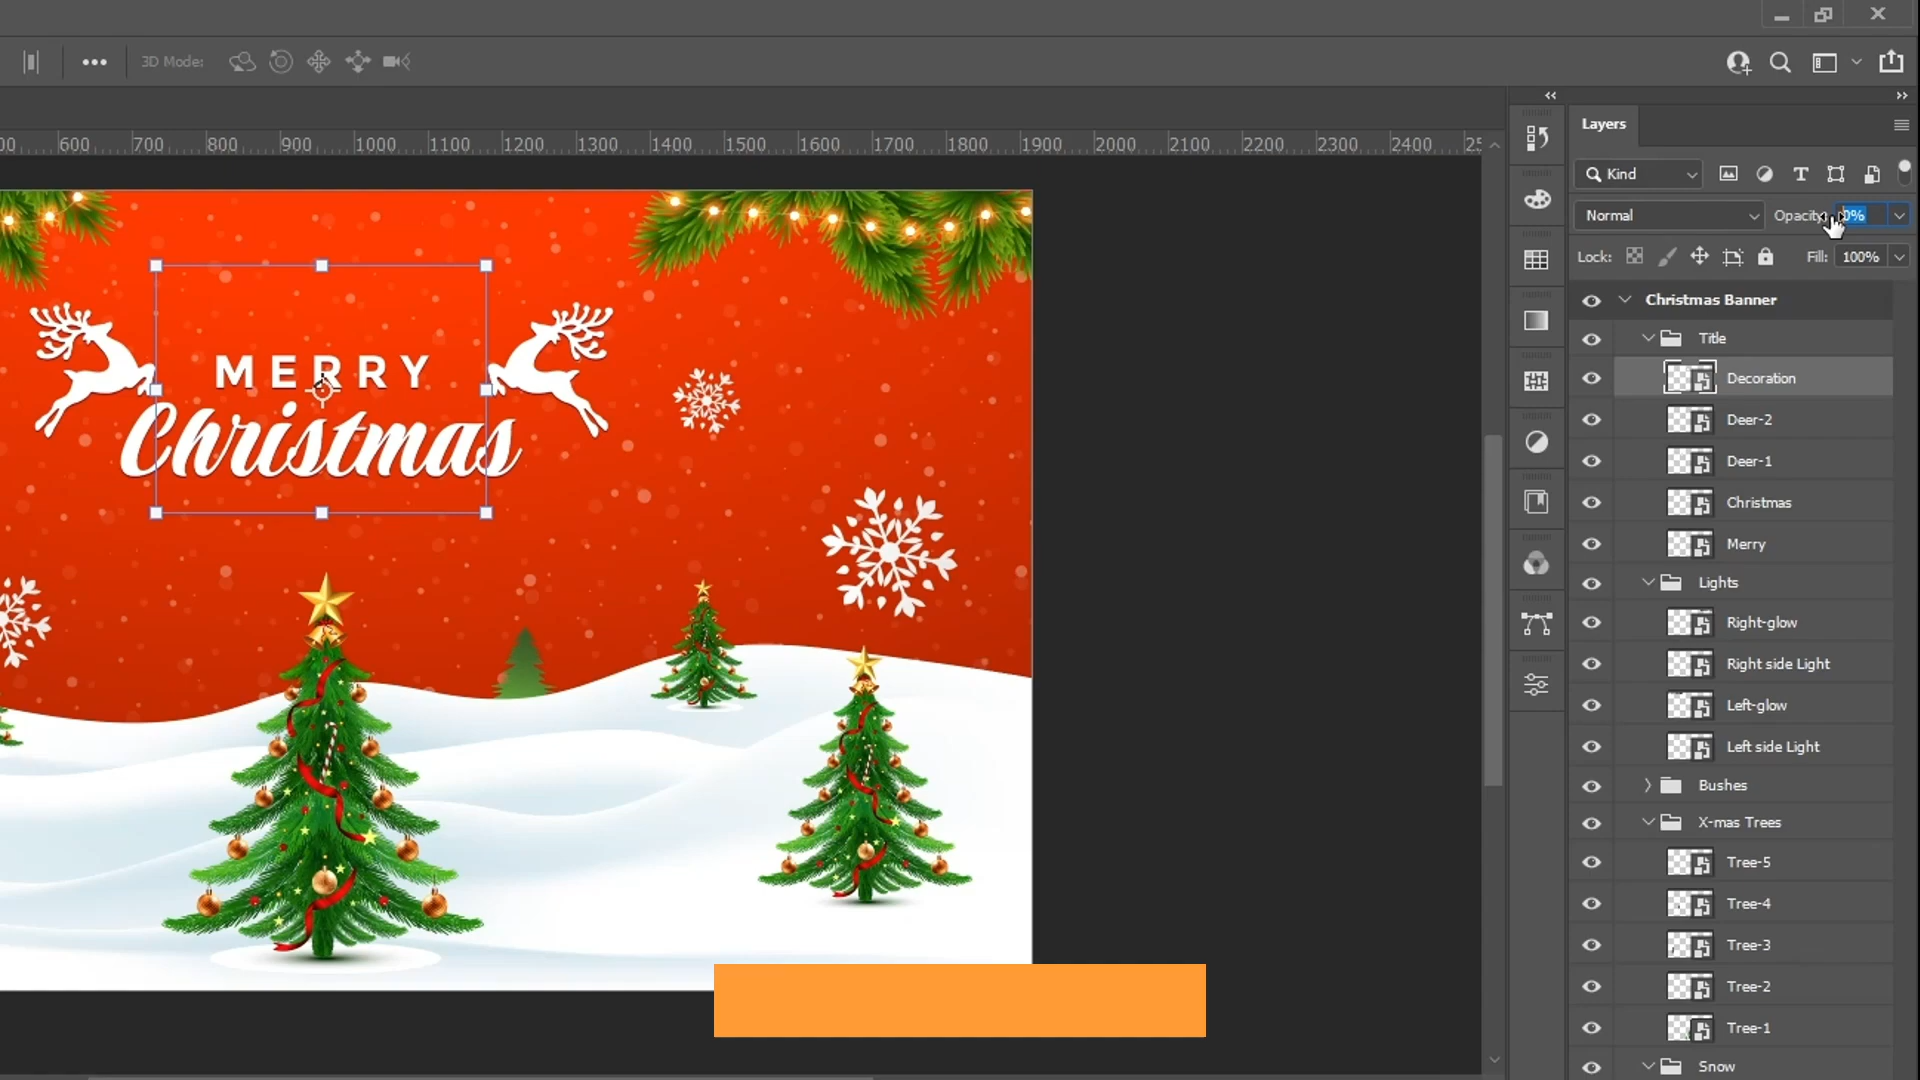 3D Mode:
600 700 800 900 1000 1100 1200 1300 1400 1500 1600 1700 1800 1900 2000 2100 2200 2300 2400
MERRY
Christmas
Layers
Kind
Normal
Opacity: 0%
Lock:
Fill: 100%
Christmas Banner
Title
Decoration
Deer-2
Deer-1
Christmas
Merry
Lights
Right-glow
Right side Light
Left-glow
Left side Light
Bushes
X-mas Trees
Tree-5
Tree-4
Tree-3
Tree-2
Tree-1
Snow